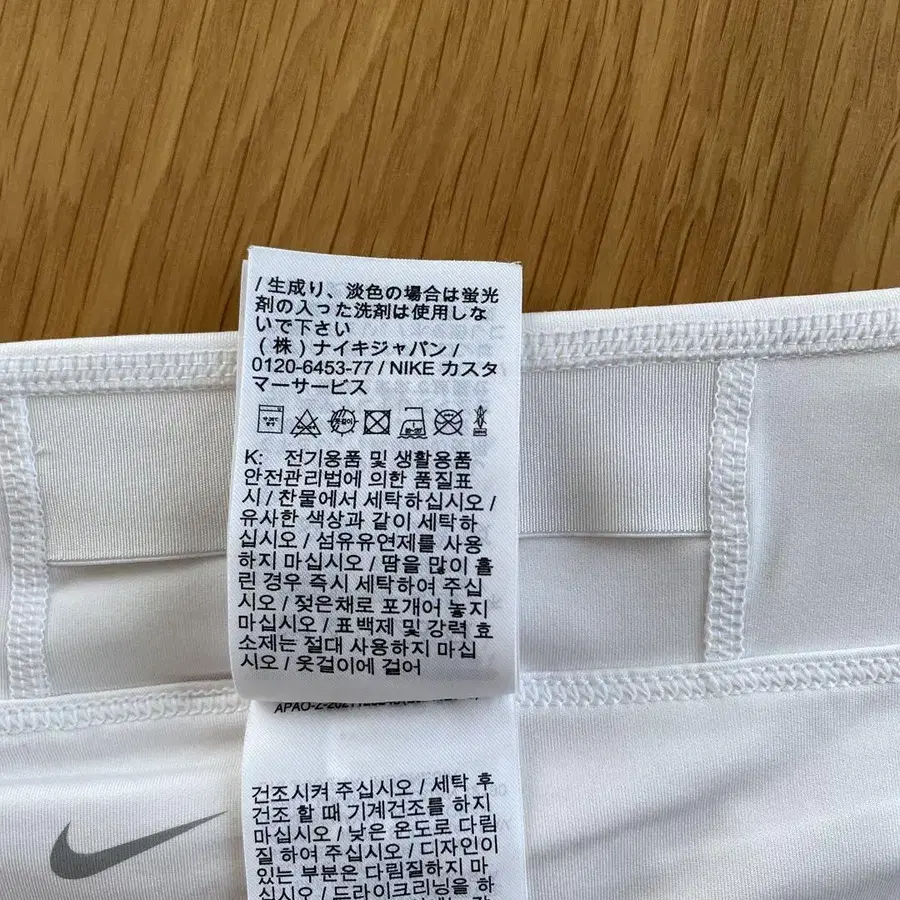 / 生成り、淡色の場合は蛍光
剤の入った洗剤は使用しな
いで下さい
（株）ナイキジャパン /
0120-6453-77 / NIKE カスタ
マーサービス
K: 전기용품 및 생활용품
안전관리법에 의한 품질표
시 / 찬물에서 세탁하십시오 /
유사한 색상과 같이 세탁하
십시오 / 섬유유연제를 사용
하지 마십시오 / 땀을 많이 흘
린 경우 즉시 세탁하여 주십
시오 / 젖은채로 포개어 놓지
마십시오 / 표백제 및 강력 효
소제는 절대 사용하지 마십
시오 / 옷걸이에 걸어
건조시켜 주십시오 / 세탁 후
건조 할 때 기계건조를 하지
마십시오 / 낮은 온도로 다림
질 하여 주십시오 / 디자인이
있는 부분은 다림질하지 마
십시오 / 드라이크리닝을 하